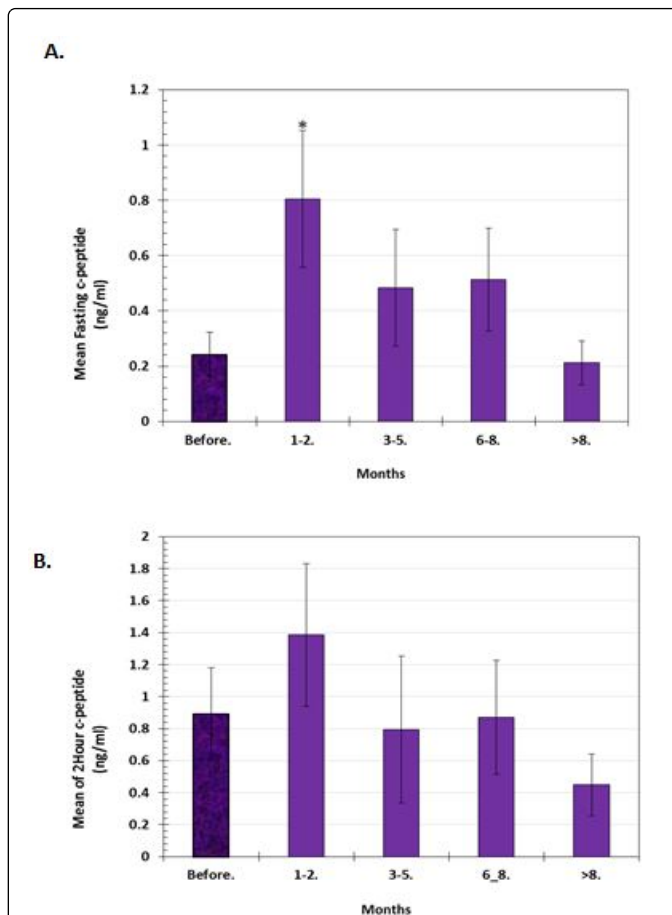 A.
1.2
1
0.8
0.6
0.4
0.2
0
Mean Fasting c-peptide
(ng/ml)
*
Before.
1-2.
3-5.
6-8.
>8.
Months
B.
2
1.8
1.6
1.4
1.2
1
0.8
0.6
0.4
0.2
0
Mean of 2Hour c-peptide
(ng/ml)
Before.
1-2.
3-5.
6_8.
>8.
Months